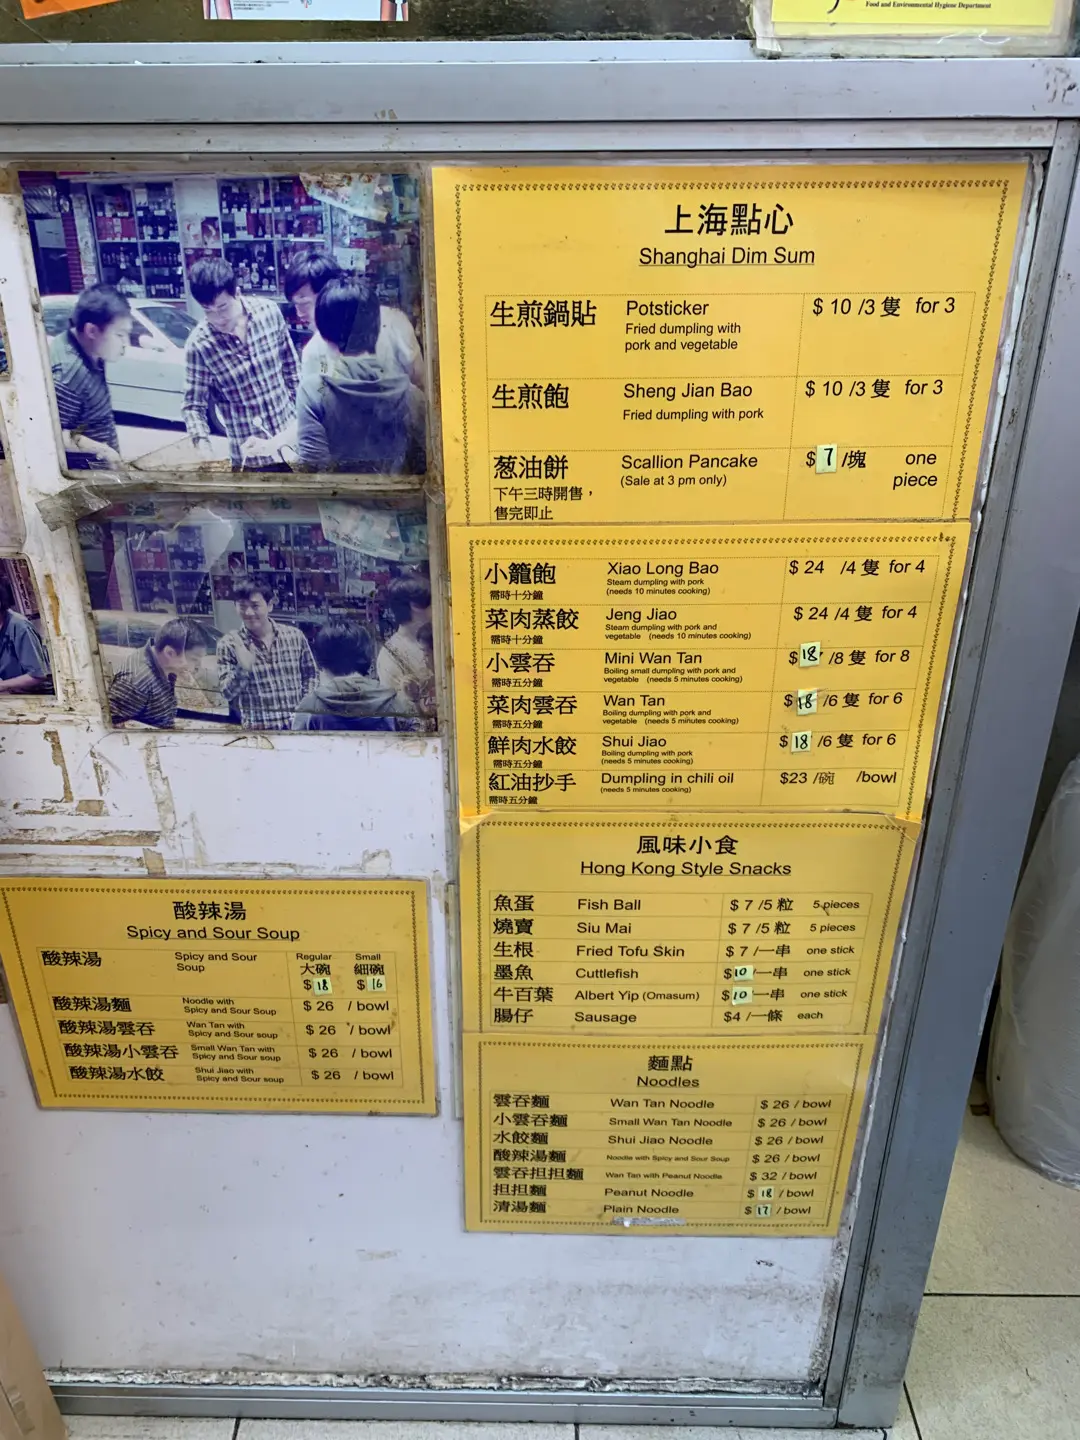 Food and Environmental Hygiene Department
上海點心
Shanghai Dim Sum
生煎鍋貼 Potsticker $ 10 /3 隻 for 3
Fried dumpling with
pork and vegetable
生煎飽 Sheng Jian Bao $ 10 /3 隻 for 3
Fried dumpling with pork
葱油餅 Scallion Pancake $ 7 /塊 one
(Sale at 3 pm only) piece
下午三時開售，
售完即止
小籠飽 Xiao Long Bao $ 24 /4 隻 for 4
Steam dumpling with pork
需時十分鐘 (needs 10 minutes cooking)
菜肉蒸餃 Jeng Jiao $ 24 /4 隻 for 4
Steam dumpling with pork and
需時十分鐘 vegetable (needs 10 minutes cooking)
小雲吞 Mini Wan Tan $ 18 /8 隻 for 8
Boiling small dumpling with pork and
需時五分鐘 vegetable (needs 5 minutes cooking)
菜肉雲吞 Wan Tan $ 18 /6 隻 for 6
Boiling dumpling with pork and
需時五分鐘 vegetable (needs 5 minutes cooking)
鮮肉水餃 Shui Jiao $ 18 /6 隻 for 6
Boiling dumpling with pork
需時五分鐘 (needs 5 minutes cooking)
紅油抄手 Dumpling in chili oil $23 /碗 /bowl
需時五分鐘 (needs 5 minutes cooking)
風味小食
Hong Kong Style Snacks
魚蛋 Fish Ball $ 7 /5 粒 5 pieces
燒賣 Siu Mai $ 7 /5 粒 5 pieces
生根 Fried Tofu Skin $ 7 /一串 one stick
墨魚 Cuttlefish $10 /一串 one stick
牛百葉 Albert Yip (Omasum) $10 /一串 one stick
腸仔 Sausage $4 /一條 each
麵點
Noodles
雲吞麵 Wan Tan Noodle $ 26 / bowl
小雲吞麵 Small Wan Tan Noodle $ 26 / bowl
水餃麵 Shui Jiao Noodle $ 26 / bowl
酸辣湯麵 Noodle with Spicy and Sour Soup $ 26 / bowl
雲吞担担麵 Wan Tan with Peanut Noodle $ 32 / bowl
担担麵 Peanut Noodle $ 18 / bowl
清湯麵 Plain Noodle $ 17 / bowl
酸辣湯
Spicy and Sour Soup
酸辣湯 Spicy and Sour Regular Small
Soup 大碗 細碗
$ 18 $ 16
酸辣湯麵 Noodle with $ 26 / bowl
Spicy and Sour Soup
酸辣湯雲吞 Wan Tan with $ 26 / bowl
Spicy and Sour soup
酸辣湯小雲吞 Small Wan Tan with $ 26 / bowl
Spicy and Sour soup
酸辣湯水餃 Shui Jiao with $ 26 / bowl
Spicy and Sour soup